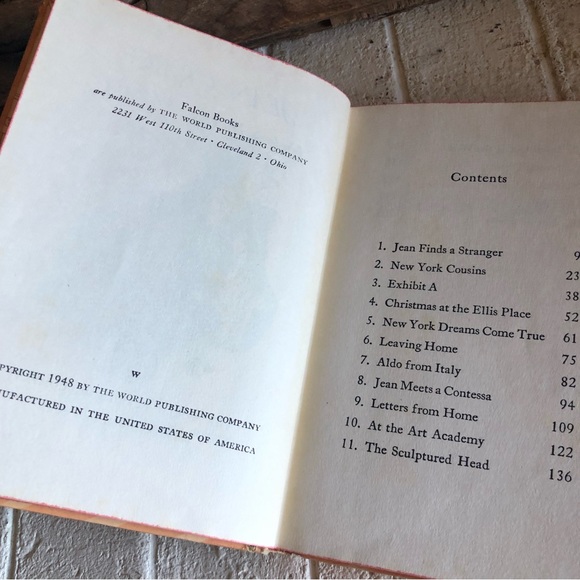 Falcon Books
are published by THE WORLD PUBLISHING COMPANY
2231 West 110th Street · Cleveland 2 · Ohio
W
COPYRIGHT 1948 BY THE WORLD PUBLISHING COMPANY
MANUFACTURED IN THE UNITED STATES OF AMERICA
Contents
1. Jean Finds a Stranger 9
2. New York Cousins 23
3. Exhibit A 38
4. Christmas at the Ellis Place 52
5. New York Dreams Come True 61
6. Leaving Home 75
7. Aldo from Italy 82
8. Jean Meets a Contessa 94
9. Letters from Home 109
10. At the Art Academy 122
11. The Sculptured Head 136